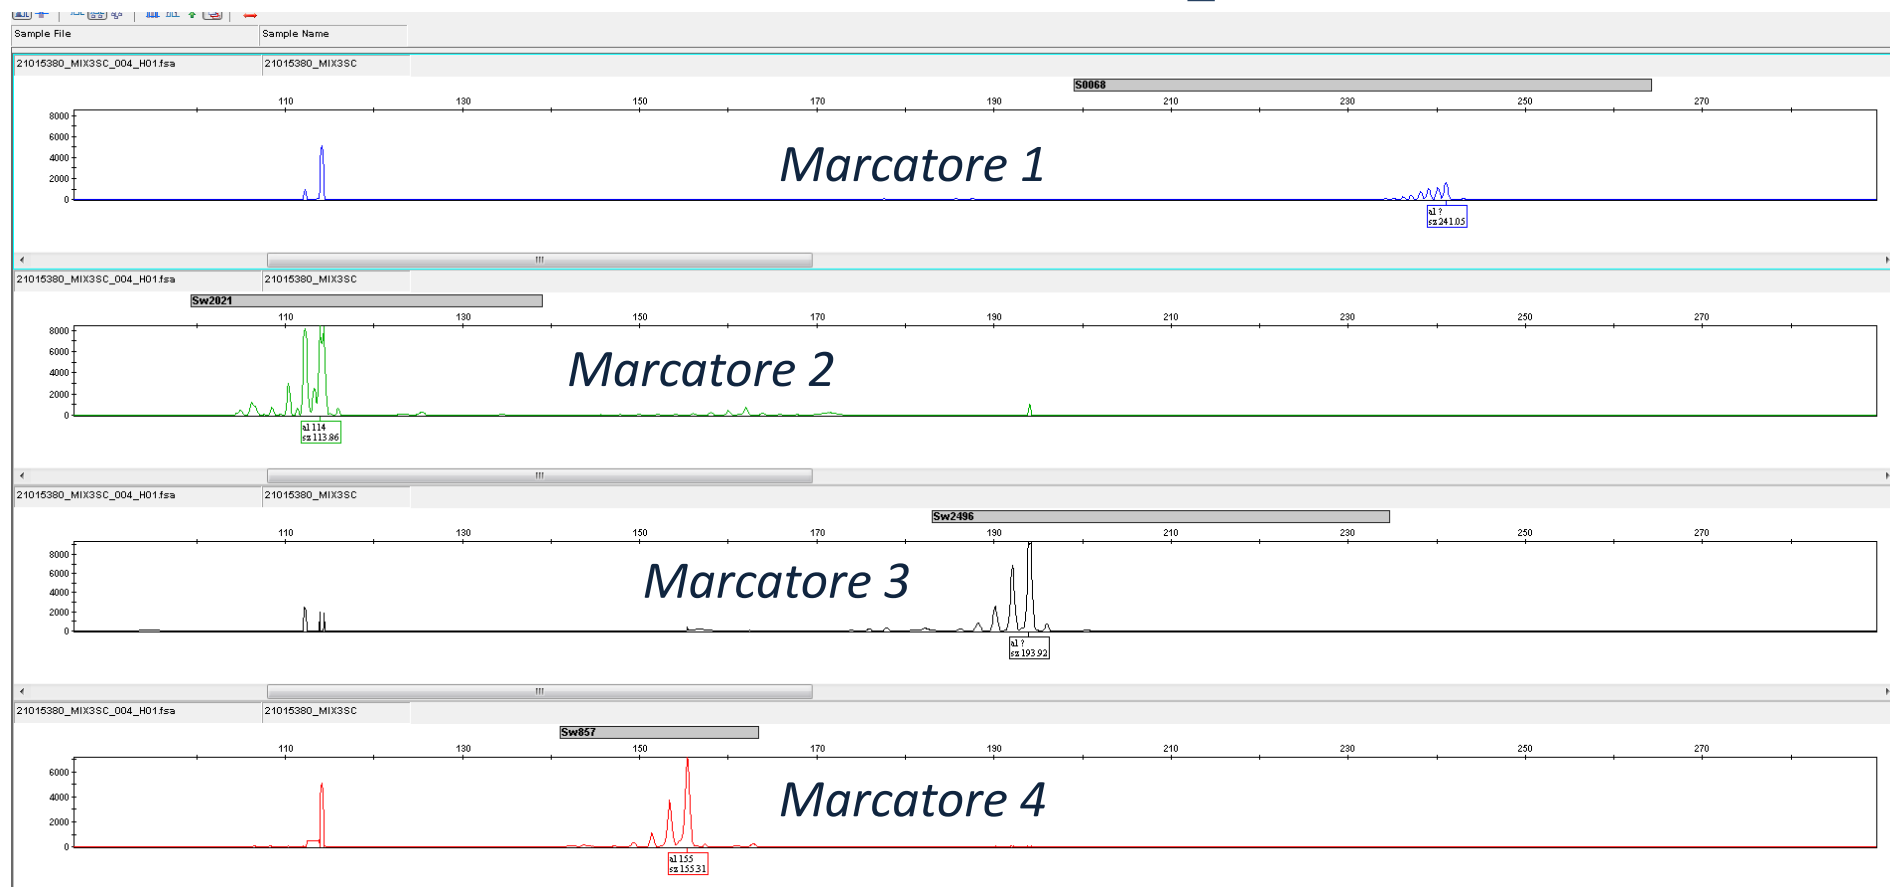 Sample File Sample Name
21015380_MIX3SC_004_H01.fsa 21015380_MIX3SC
S0068
110 130 150 170 190 210 230 250 270
8000
6000
4000
2000
0
Marcatore 1
al ?
sz 241.05
21015380_MIX3SC_004_H01.fsa 21015380_MIX3SC
Sw2021
110 130 150 170 190 210 230 250 270
8000
6000
4000
2000
0
Marcatore 2
al 114
sz 113.86
21015380_MIX3SC_004_H01.fsa 21015380_MIX3SC
Sw2496
110 130 150 170 190 210 230 250 270
8000
6000
4000
2000
0
Marcatore 3
al ?
sz 193.92
21015380_MIX3SC_004_H01.fsa 21015380_MIX3SC
Sw857
110 130 150 170 190 210 230 250 270
6000
4000
2000
0
Marcatore 4
al 155
sz 155.31